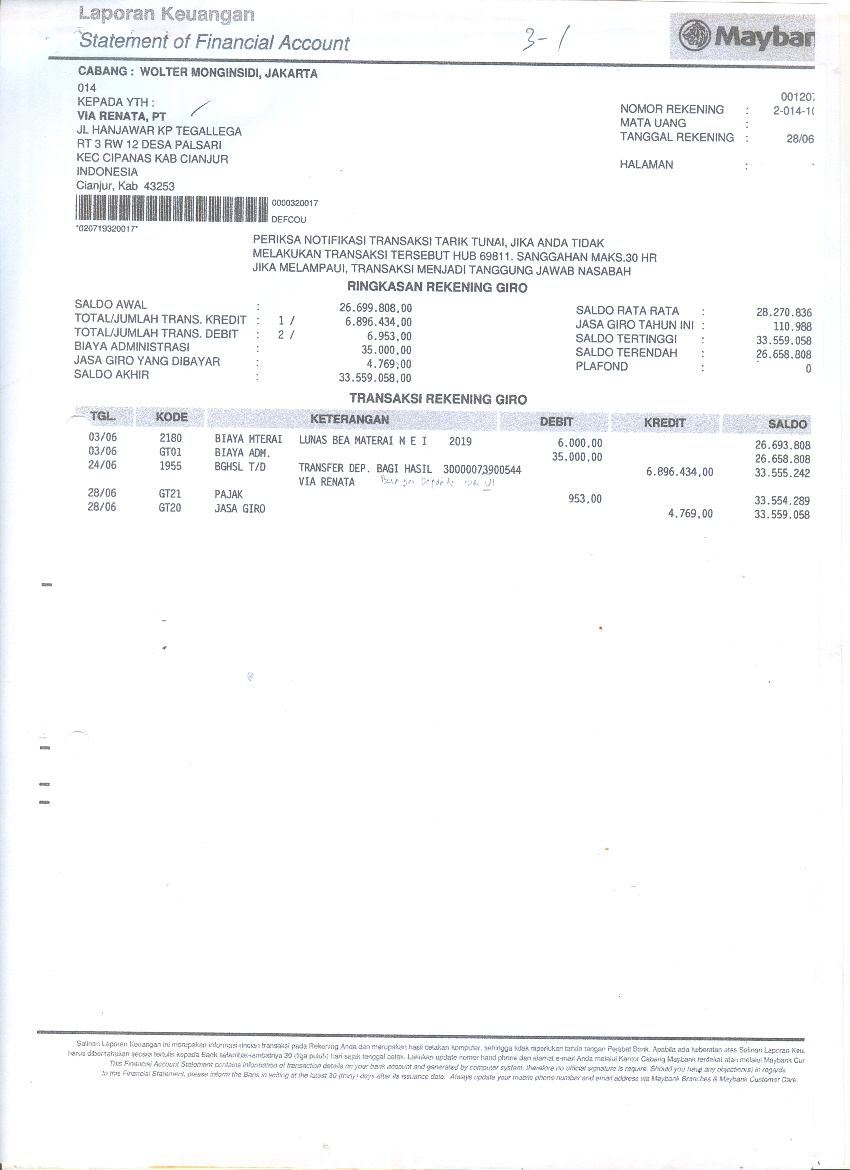 Laporan Keuangan
Statement of Financial Account
3-1
Mayban
CABANG : WOLTER MONGINSIDI, JAKARTA
014
KEPADA YTH :
VIA RENATA, PT
JL HANJAWAR KP TEGALLEGA
RT 3 RW 12 DESA PALSARI
KEC CIPANAS KAB CIANJUR
INDONESIA
Cianjur, Kab 43253
00120
NOMOR REKENING : 2-014-1
MATA UANG :
TANGGAL REKENING : 28/06
HALAMAN :
0000320017
DEFCOU
*020719320017*
PERIKSA NOTIFIKASI TRANSAKSI TARIK TUNAI, JIKA ANDA TIDAK
MELAKUKAN TRANSAKSI TERSEBUT HUB 69811. SANGGAHAN MAKS.30 HR
JIKA MELAMPAUI, TRANSAKSI MENJADI TANGGUNG JAWAB NASABAH
RINGKASAN REKENING GIRO
SALDO AWAL : 26.699.808,00
TOTAL/JUMLAH TRANS. KREDIT : 1 / 6.896.434,00
TOTAL/JUMLAH TRANS. DEBIT : 2 / 6.953,00
BIAYA ADMINISTRASI : 35.000,00
JASA GIRO YANG DIBAYAR : 4.769,00
SALDO AKHIR : 33.559.058,00
SALDO RATA RATA : 28.270.836
JASA GIRO TAHUN INI : 110.988
SALDO TERTINGGI : 33.559.058
SALDO TERENDAH : 26.658.808
PLAFOND : 0
TRANSAKSI REKENING GIRO
TGL. KODE KETERANGAN DEBIT KREDIT SALDO
03/06 2180 BIAYA MTERAI LUNAS BEA MATERAI M E I 2019 6.000,00 26.693.808
03/06 GT01 BIAYA ADM. 35.000,00 26.658.808
24/06 1955 BGHSL T/D TRANSFER DEP. BAGI HASIL 30000073900544 6.896.434,00 33.555.242
VIA RENATA
28/06 GT21 PAJAK 953,00 33.554.289
28/06 GT20 JASA GIRO 4.769,00 33.559.058
Salinan Laporan Keuangan ini merupakan informasi rincian transaksi pada Rekening Anda dan merupakan hasil cetakan komputer, sehingga tidak diperlukan tanda tangan Pejabat Bank. Apabila ada keberatan atas Salinan Laporan Keu
harus diberitahukan secara tertulis kepada Bank selambat-lambatnya 30 (tiga puluh) hari sejak tanggal cetak. Lakukan update nomor hand phone dan alamat e-mail Anda melalui Kantor Cabang Maybank terdekat atau melalui Maybank Cu
This Financial Account Statement contains information of transaction details on your bank account and generated by computer system, therefore no official signature is require. Should you have any objection(s) in regards
to this Financial Statement, please inform the Bank in writing at the latest 30 (thirty) days after its issuance date. Always update your mobile phone number and email address via Maybank Branches & Maybank Customer Care.